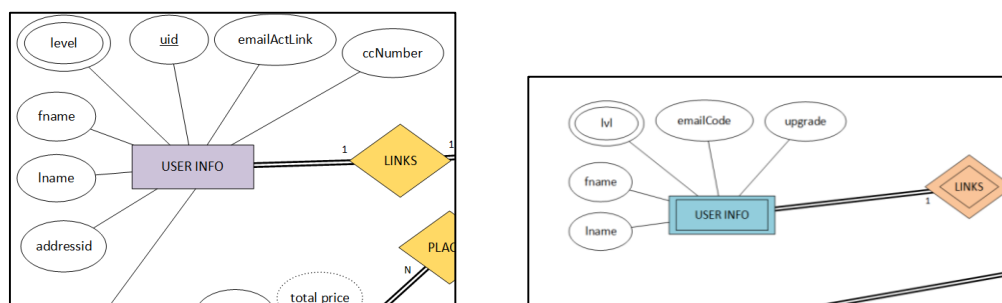 level
uid
emailActLink
ccNumber
fname
1
1
LINKS
USER INFO
lname
addressid
N
total price
lvl
emailCode
upgrade
fname
LINKS
1
USER INFO
lname